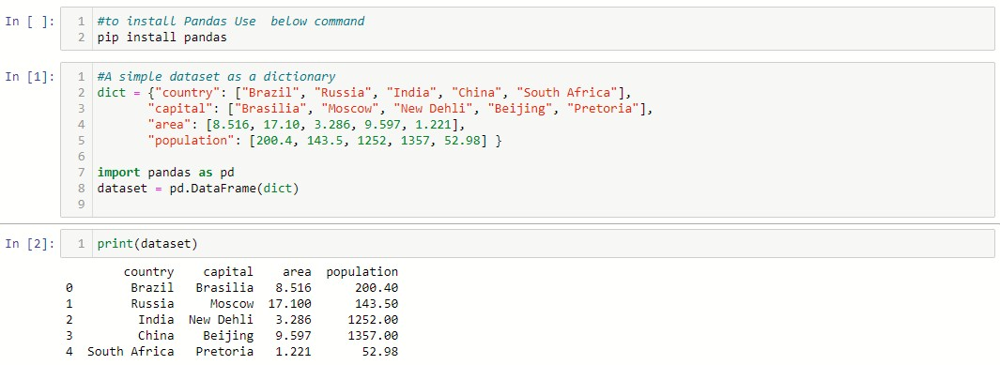 In [ ]: 1 #to install Pandas Use  below command
2 pip install pandas
In [1]: 1 #A simple dataset as a dictionary
2 dict = {"country": ["Brazil", "Russia", "India", "China", "South Africa"],
3        "capital": ["Brasilia", "Moscow", "New Dehli", "Beijing", "Pretoria"],
4        "area": [8.516, 17.10, 3.286, 9.597, 1.221],
5        "population": [200.4, 143.5, 1252, 1357, 52.98] }
6
7 import pandas as pd
8 dataset = pd.DataFrame(dict)
9
In [2]: 1 print(dataset)
country capital area population
0 Brazil Brasilia 8.516 200.40
1 Russia Moscow 17.100 143.50
2 India New Dehli 3.286 1252.00
3 China Beijing 9.597 1357.00
4 South Africa Pretoria 1.221 52.98